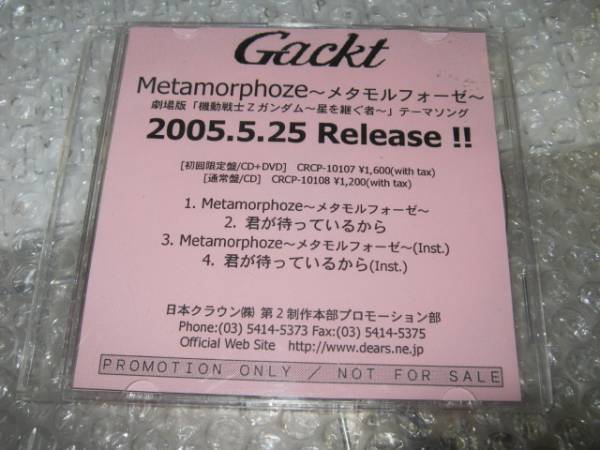 Gackt
Metamorphoze～メタモルフォーゼ～
劇場版「機動戦士Ζガンダム～星を継ぐ者～」テーマソング
2005.5.25 Release !!
[初回限定盤/CD+DVD] CRCP-10107 ¥1,600(with tax)
[通常盤/CD] CRCP-10108 ¥1,200(with tax)
1. Metamorphoze～メタモルフォーゼ～
2. 君が待っているから
3. Metamorphoze～メタモルフォーゼ～(Inst.)
4. 君が待っているから(Inst.)
日本クラウン㈱ 第2制作本部プロモーション部
Phone:(03) 5414-5373 Fax:(03) 5414-5375
Official Web Site http://www.dears.ne.jp
PROMOTION ONLY / NOT FOR SALE